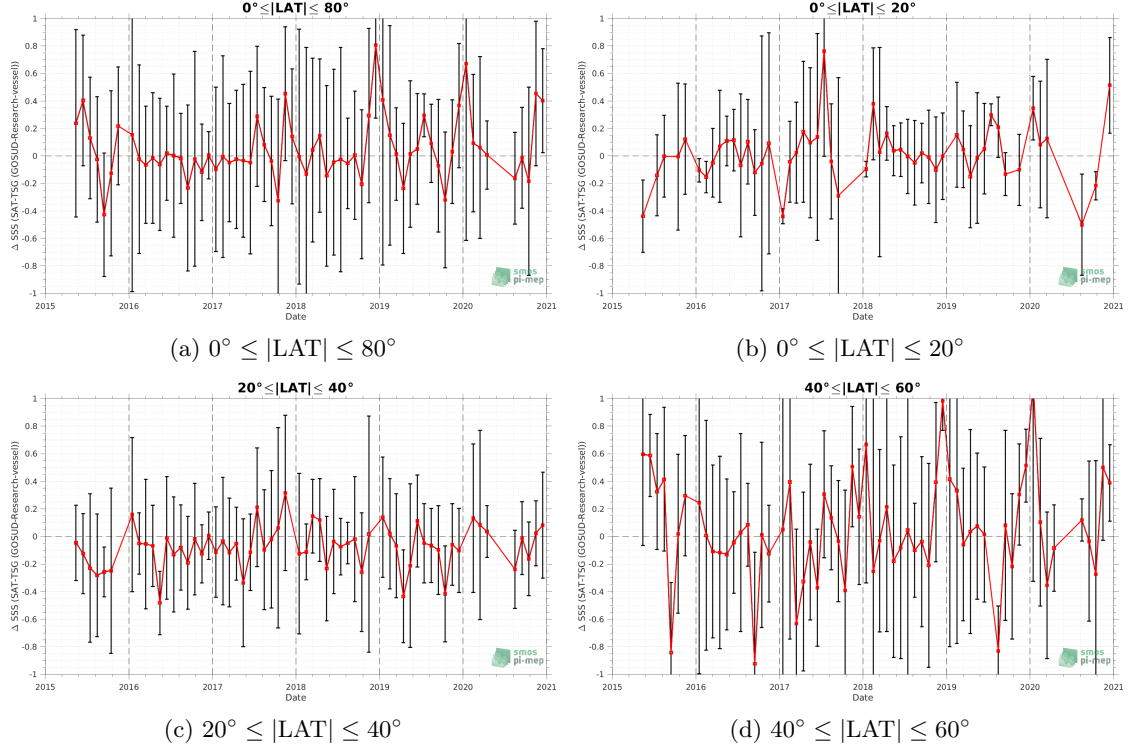 0°≤|LAT|≤ 80°
Δ SSS (SAT-TSG (GOSUD-Research-vessel))
1
0.8
0.6
0.4
0.2
0
-0.2
-0.4
-0.6
-0.8
-1
2015 2016 2017 2018 2019 2020 2021
Date
smos
pi-mep
(a) 0° ≤ |LAT| ≤ 80°
0°≤|LAT|≤ 20°
Δ SSS (SAT-TSG (GOSUD-Research-vessel))
1
0.8
0.6
0.4
0.2
0
-0.2
-0.4
-0.6
-0.8
-1
2015 2016 2017 2018 2019 2020 2021
Date
smos
pi-mep
(b) 0° ≤ |LAT| ≤ 20°
20°≤|LAT|≤ 40°
Δ SSS (SAT-TSG (GOSUD-Research-vessel))
1
0.8
0.6
0.4
0.2
0
-0.2
-0.4
-0.6
-0.8
-1
2015 2016 2017 2018 2019 2020 2021
Date
smos
pi-mep
(c) 20° ≤ |LAT| ≤ 40°
40°≤|LAT|≤ 60°
Δ SSS (SAT-TSG (GOSUD-Research-vessel))
1
0.8
0.6
0.4
0.2
0
-0.2
-0.4
-0.6
-0.8
-1
2015 2016 2017 2018 2019 2020 2021
Date
smos
pi-mep
(d) 40° ≤ |LAT| ≤ 60°